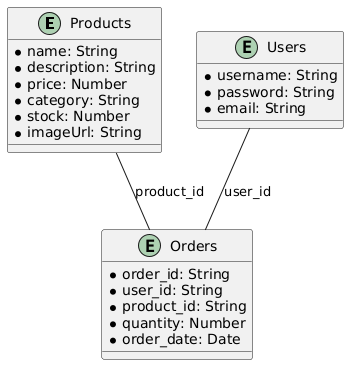 E Products
* name: String
* description: String
* price: Number
* category: String
* stock: Number
* imageUrl: String
E Users
* username: String
* password: String
* email: String
product_id
user_id
E Orders
* order_id: String
* user_id: String
* product_id: String
* quantity: Number
* order_date: Date